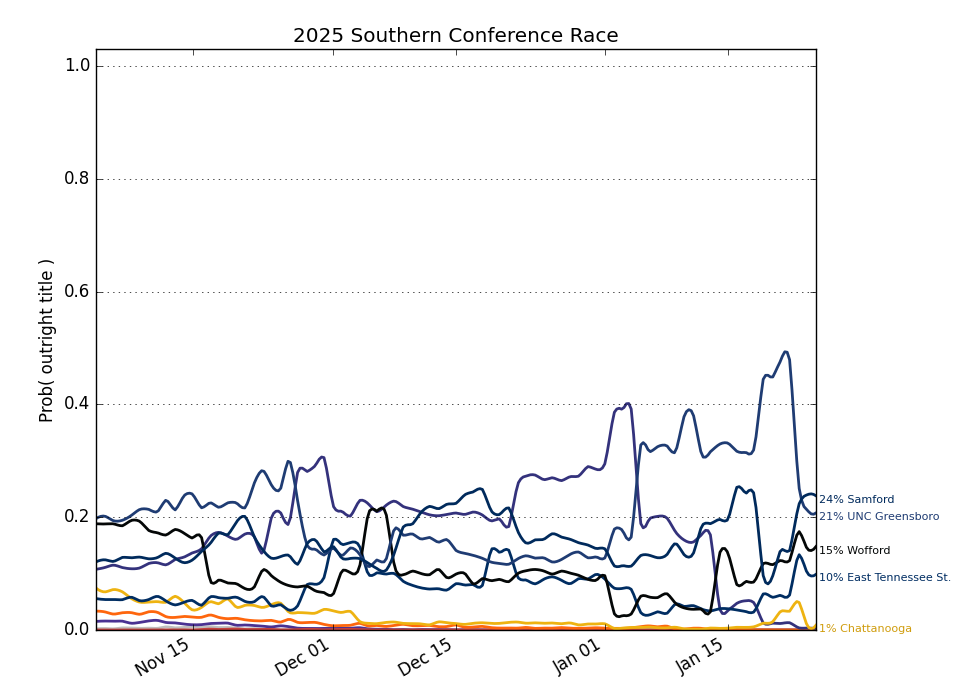 2025 Southern Conference Race
Prob( outright title )
1.0
0.8
0.6
0.4
0.2
0.0
24% Samford
21% UNC Greensboro
15% Wofford
10% East Tennessee St.
1% Chattanooga
Nov 15
Dec 01
Dec 15
Jan 01
Jan 15